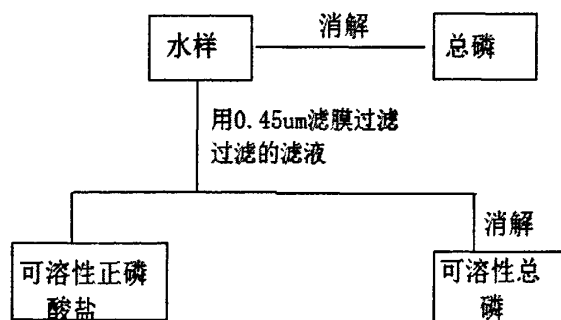 水样
消解
总磷
用0.45um滤膜过滤
过滤的滤液
消解
可溶性正磷
酸盐
可溶性总
磷